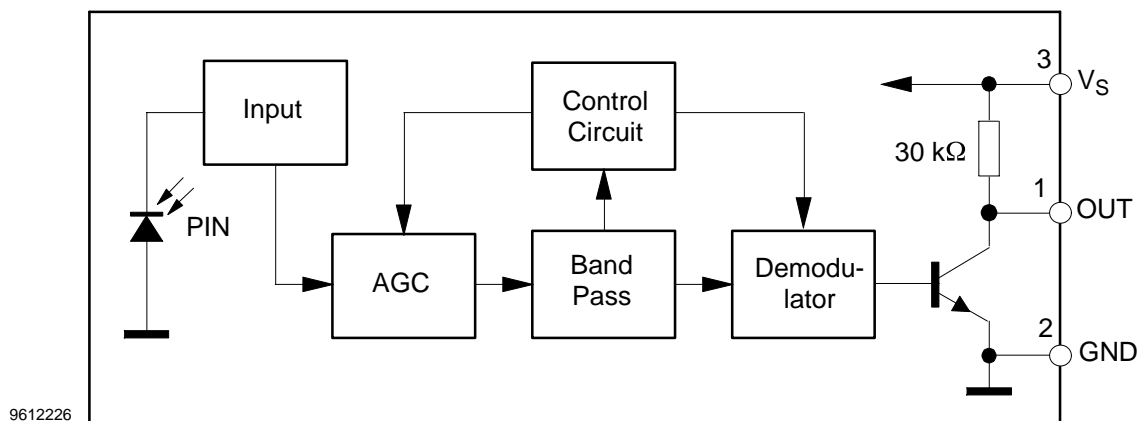 3
V_S
Input
Control
Circuit
30 kΩ
1
OUT
PIN
AGC
Band
Pass
Demodu-
lator
2
GND
9612226